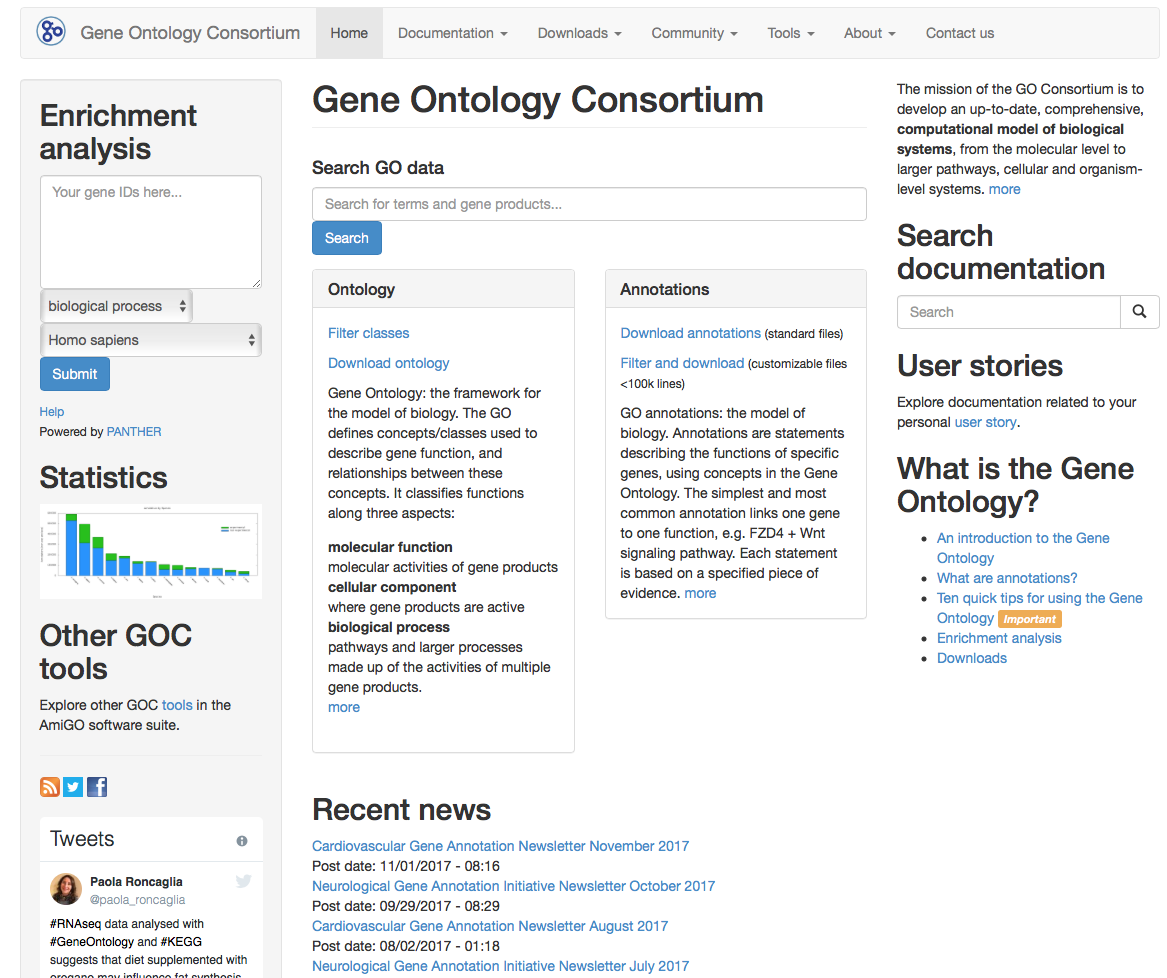 Gene Ontology Consortium
Home
Documentation
Downloads
Community
Tools
About
Contact us
Enrichment
analysis
Your gene IDs here...
biological process
Homo sapiens
Submit
Help
Powered by PANTHER
Statistics
Other GOC
tools
Explore other GOC tools in the
AmiGO software suite.
Tweets
Paola Roncaglia
@paola_roncaglia
#RNAseq data analysed with
#GeneOntology and #KEGG
suggests that diet supplemented with
oregano may influence fat synthesis
Gene Ontology Consortium
Search GO data
Search for terms and gene products...
Search
Ontology
Filter classes
Download ontology
Gene Ontology: the framework for
the model of biology. The GO
defines concepts/classes used to
describe gene function, and
relationships between these
concepts. It classifies functions
along three aspects:
molecular function
molecular activities of gene products
cellular component
where gene products are active
biological process
pathways and larger processes
made up of the activities of multiple
gene products.
more
Annotations
Download annotations (standard files)
Filter and download (customizable files
<100k lines)
GO annotations: the model of
biology. Annotations are statements
describing the functions of specific
genes, using concepts in the Gene
Ontology. The simplest and most
common annotation links one gene
to one function, e.g. FZD4 + Wnt
signaling pathway. Each statement
is based on a specified piece of
evidence. more
Recent news
Cardiovascular Gene Annotation Newsletter November 2017
Post date: 11/01/2017 - 08:16
Neurological Gene Annotation Initiative Newsletter October 2017
Post date: 09/29/2017 - 08:29
Cardiovascular Gene Annotation Newsletter August 2017
Post date: 08/02/2017 - 01:18
Neurological Gene Annotation Initiative Newsletter July 2017
The mission of the GO Consortium is to
develop an up-to-date, comprehensive,
computational model of biological
systems, from the molecular level to
larger pathways, cellular and organism-
level systems. more
Search
documentation
Search
User stories
Explore documentation related to your
personal user story.
What is the Gene
Ontology?
An introduction to the Gene
Ontology
What are annotations?
Ten quick tips for using the Gene
Ontology Important
Enrichment analysis
Downloads